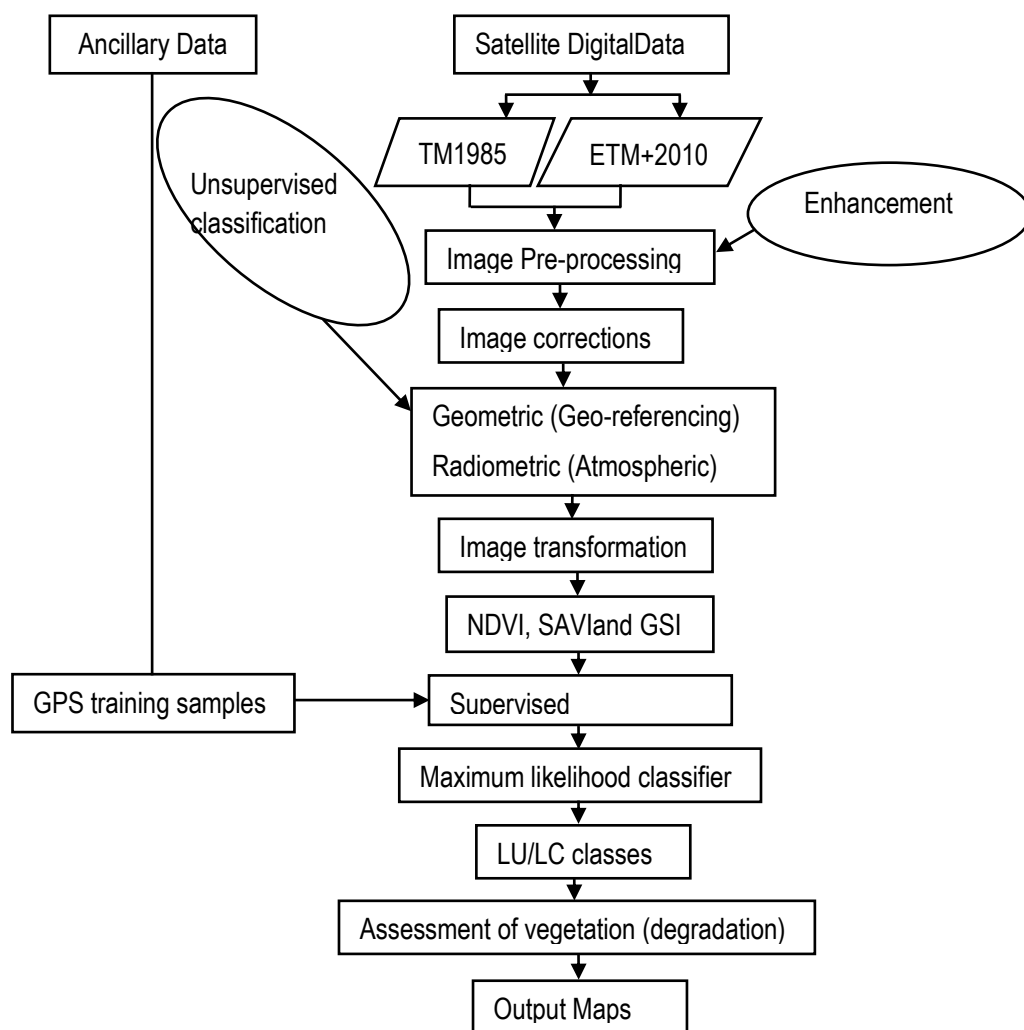 Ancillary Data
Satellite DigitalData
TM1985
ETM+2010
Unsupervised
classification
Enhancement
Image Pre-processing
Image corrections
Geometric (Geo-referencing)
Radiometric (Atmospheric)
Image transformation
NDVI, SAVIand GSI
GPS training samples
Supervised
Maximum likelihood classifier
LU/LC classes
Assessment of vegetation (degradation)
Output Maps